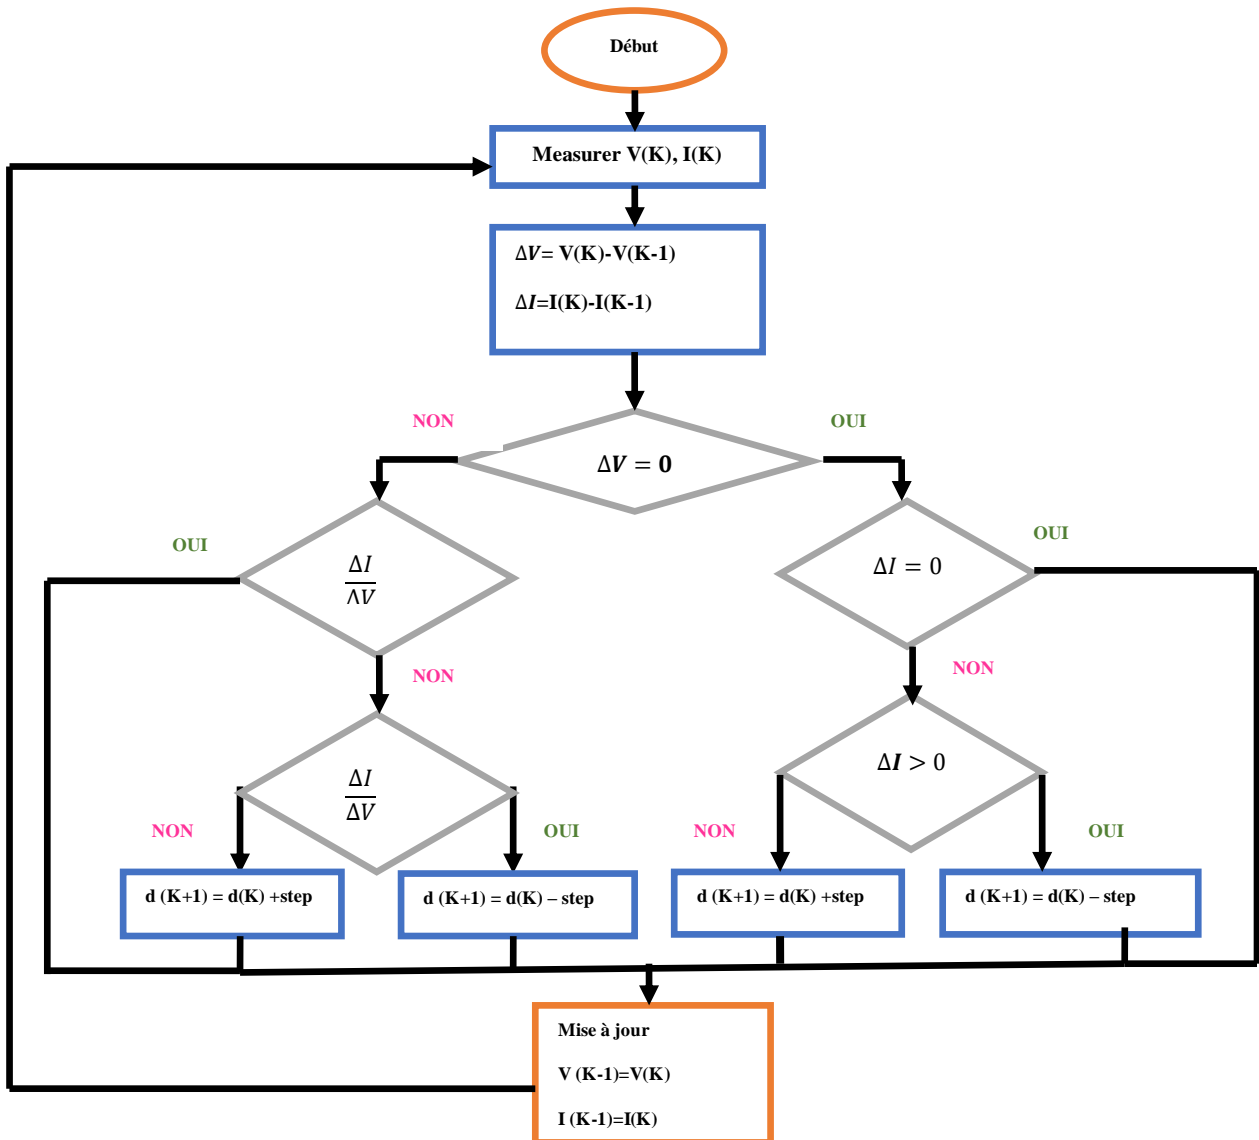 Début
Measurer V(K), I(K)
ΔV= V(K)-V(K-1)
ΔI=I(K)-I(K-1)
NON
OUI
ΔV = 0
OUI
ΔI
ΔV
ΔI = 0
OUI
NON
NON
ΔI
ΔV
ΔI > 0
NON
OUI
NON
OUI
d (K+1) = d(K) +step
d (K+1) = d(K) – step
d (K+1) = d(K) +step
d (K+1) = d(K) – step
Mise à jour
V (K-1)=V(K)
I (K-1)=I(K)